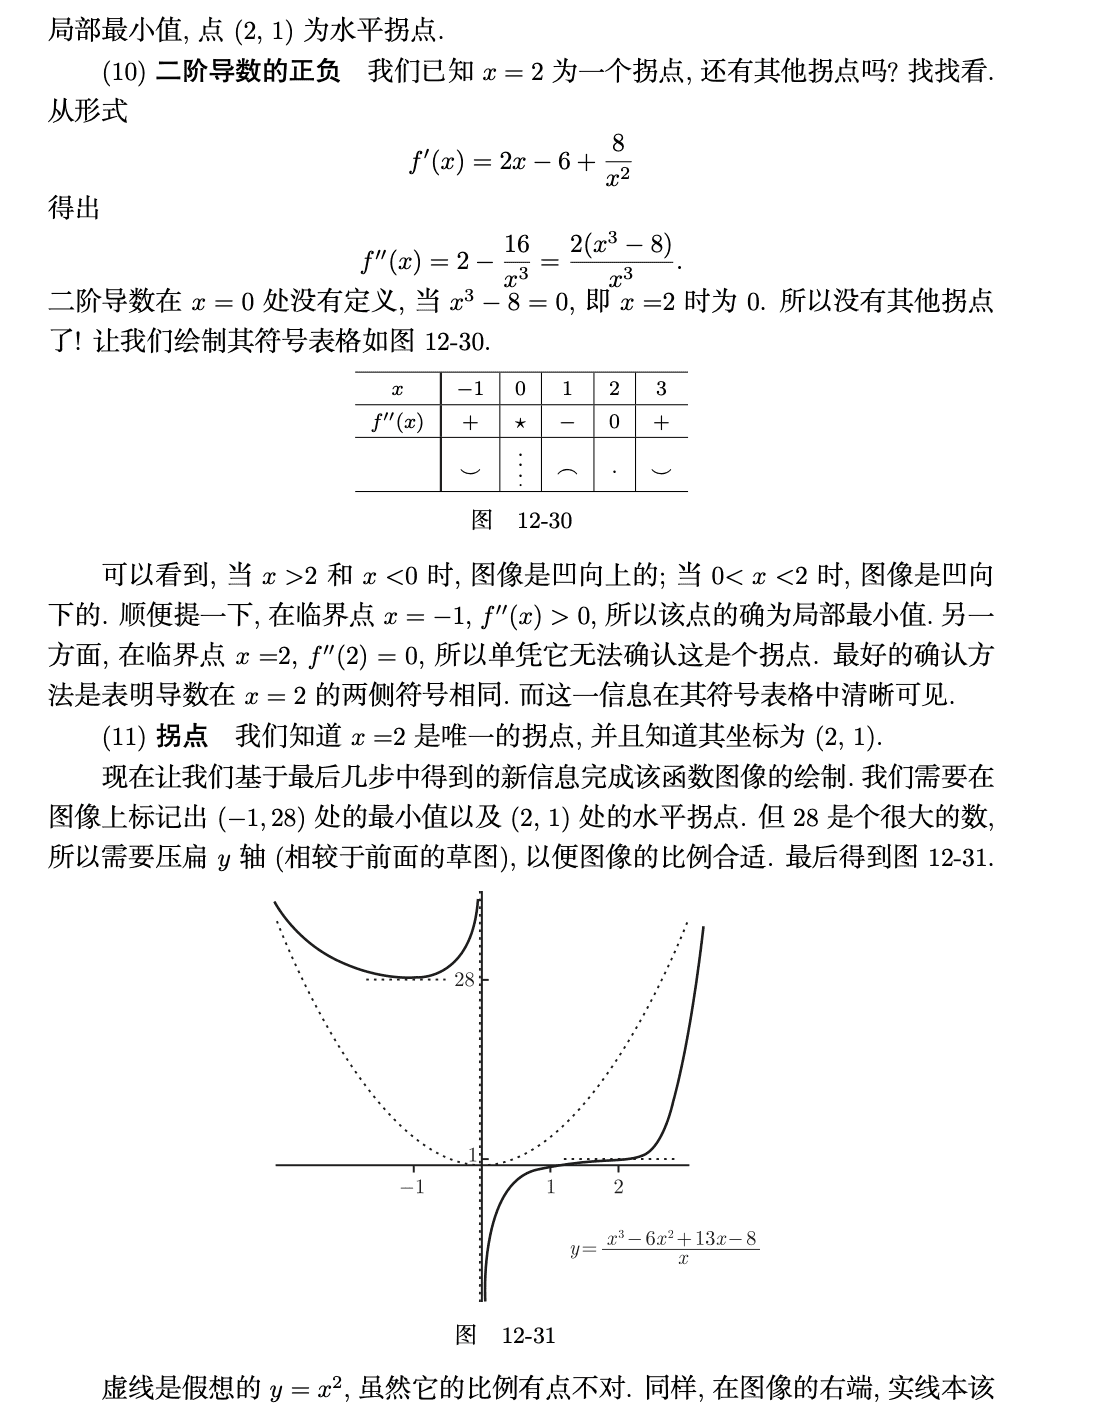 局部最小值, 点 (2, 1) 为水平拐点.
(10) 二阶导数的正负 我们已知 x = 2 为一个拐点, 还有其他拐点吗? 找找看.
从形式
f′(x) = 2x − 6 + 8/x²
得出
f″(x) = 2 − 16/x³ = 2(x³ − 8)/x³.
二阶导数在 x = 0 处没有定义, 当 x³ − 8 = 0, 即 x =2 时为 0. 所以没有其他拐点
了! 让我们绘制其符号表格如图 12-30.
x −1 0 1 2 3
f″(x) + ⋆ − 0 +
图 12-30
可以看到, 当 x >2 和 x <0 时, 图像是凹向上的; 当 0< x <2 时, 图像是凹向
下的. 顺便提一下, 在临界点 x = −1, f″(x) > 0, 所以该点的确为局部最小值. 另一
方面, 在临界点 x =2, f″(2) = 0, 所以单凭它无法确认这是个拐点. 最好的确认方
法是表明导数在 x = 2 的两侧符号相同. 而这一信息在其符号表格中清晰可见.
(11) 拐点 我们知道 x =2 是唯一的拐点, 并且知道其坐标为 (2, 1).
现在让我们基于最后几步中得到的新信息完成该函数图像的绘制. 我们需要在
图像上标记出 (−1, 28) 处的最小值以及 (2, 1) 处的水平拐点. 但 28 是个很大的数,
所以需要压扁 y 轴 (相较于前面的草图), 以便图像的比例合适. 最后得到图 12-31.
28
1
−1 1 2
y= x³−6x²+13x−8/x
图 12-31
虚线是假想的 y = x², 虽然它的比例有点不对. 同样, 在图像的右端, 实线本该